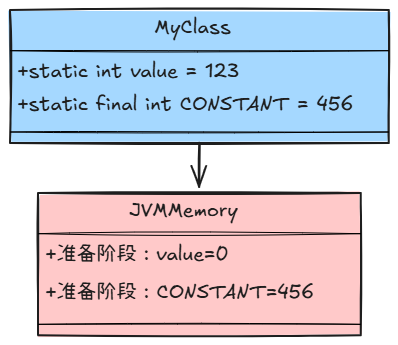 MyClass
+static int value = 123
+static final int CONSTANT = 456
JVMMemory
+准备阶段：value=0
+准备阶段：CONSTANT=456